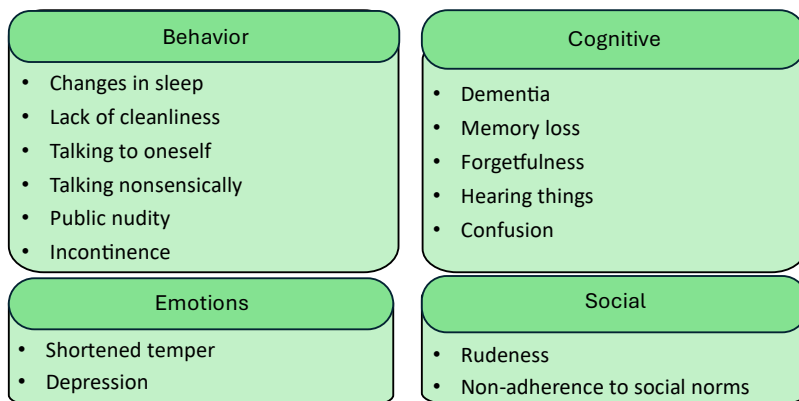 Behavior
• Changes in sleep
• Lack of cleanliness
• Talking to oneself
• Talking nonsensically
• Public nudity
• Incontinence
Cognitive
• Dementia
• Memory loss
• Forgetfulness
• Hearing things
• Confusion
Emotions
• Shortened temper
• Depression
Social
• Rudeness
• Non-adherence to social norms